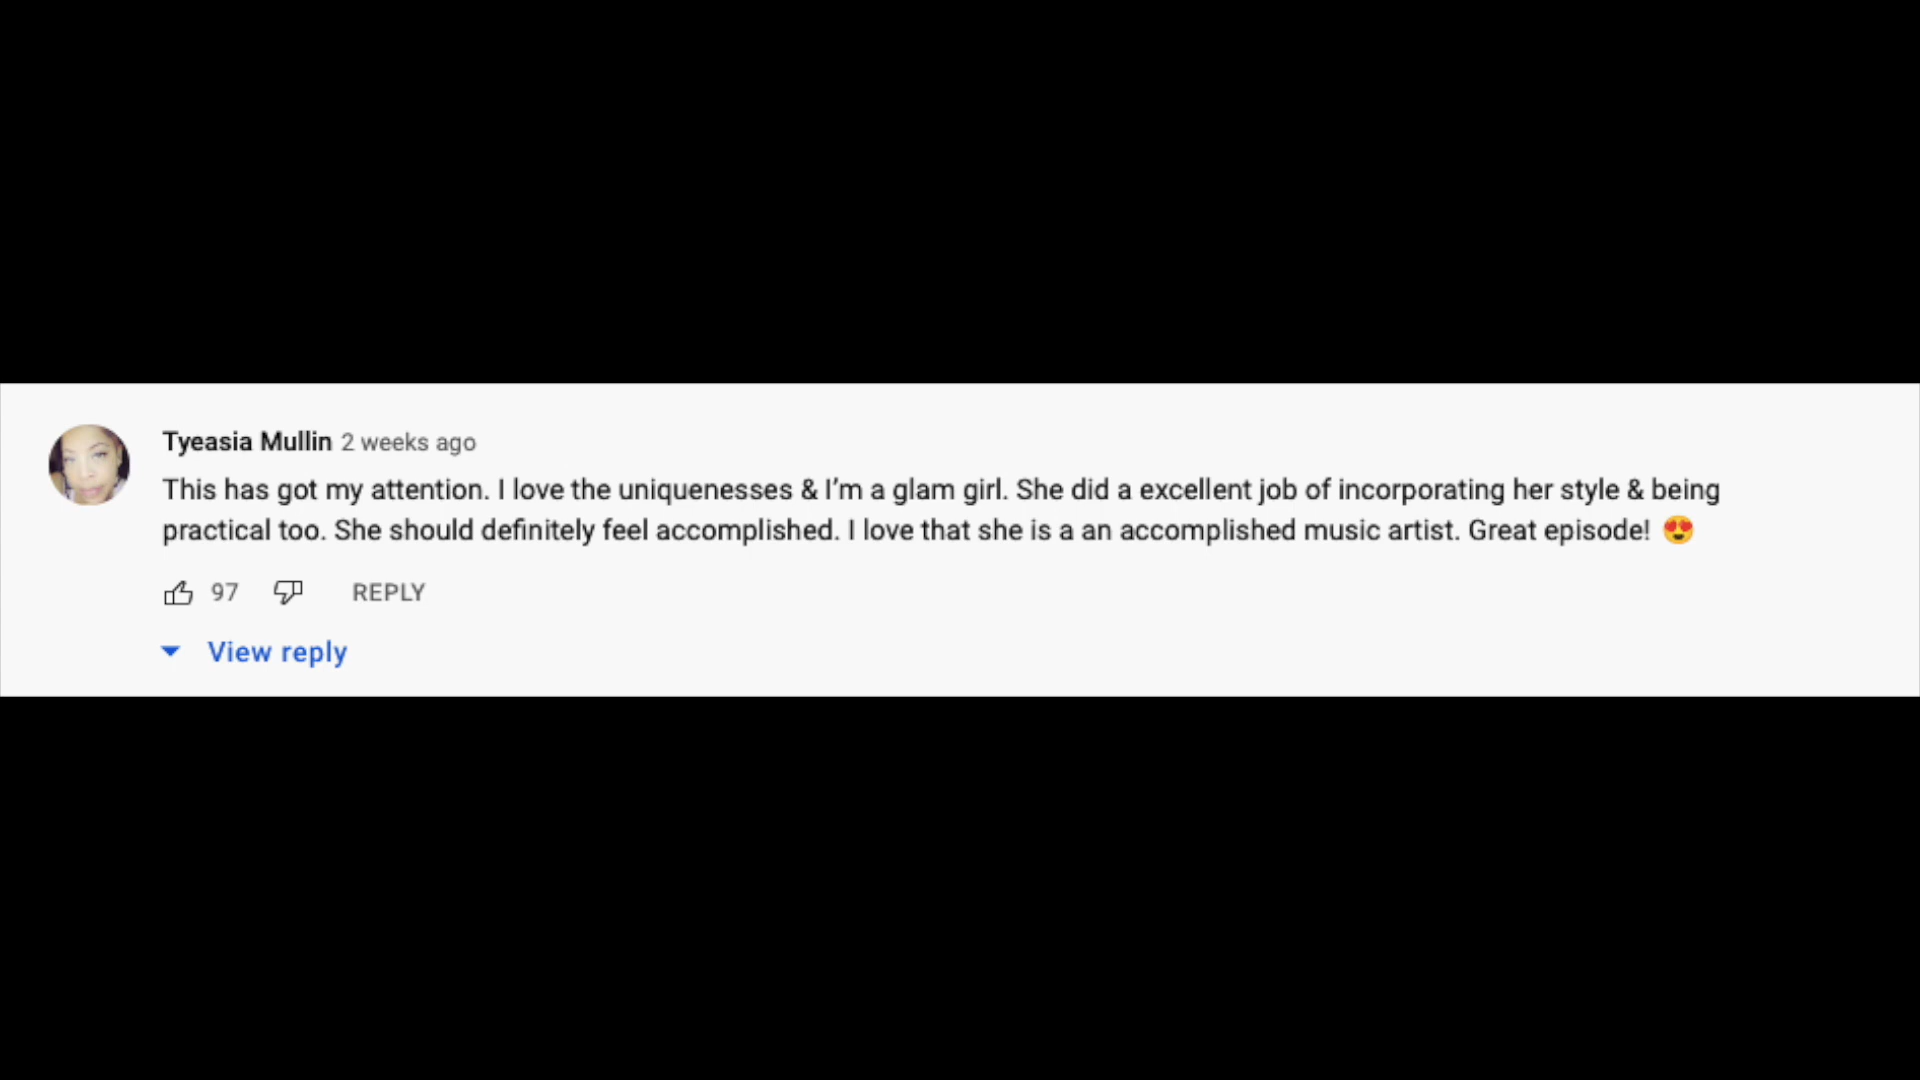 Tyeasia Mullin 2 weeks ago
This has got my attention. I love the uniquenesses & I’m a glam girl. She did a excellent job of incorporating her style & being
practical too. She should definitely feel accomplished. I love that she is a an accomplished music artist. Great episode! 😍
97 REPLY
View reply